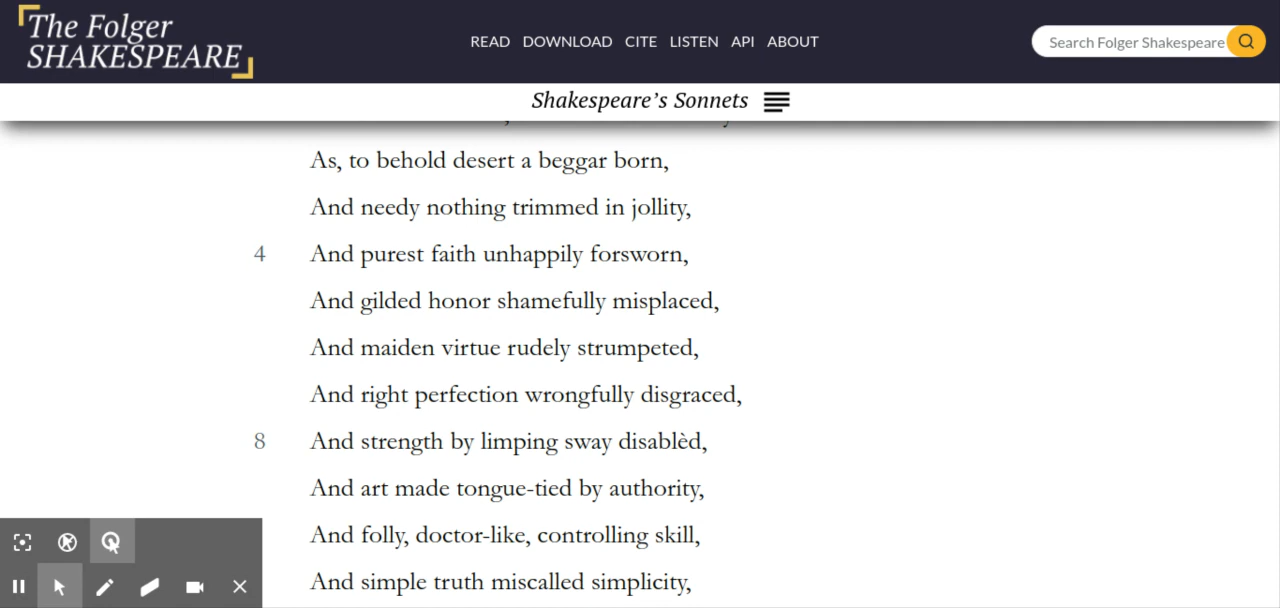 The Folger
SHAKESPEARE
READ DOWNLOAD CITE LISTEN API ABOUT
Search Folger Shakespeare
Shakespeare's Sonnets
As, to behold desert a beggar born,
And needy nothing trimmed in jollity,
4 And purest faith unhappily forsworn,
And gilded honor shamefully misplaced,
And maiden virtue rudely strumpeted,
And right perfection wrongfully disgraced,
8 And strength by limping sway disablèd,
And art made tongue-tied by authority,
And folly, doctor-like, controlling skill,
And simple truth miscalled simplicity,